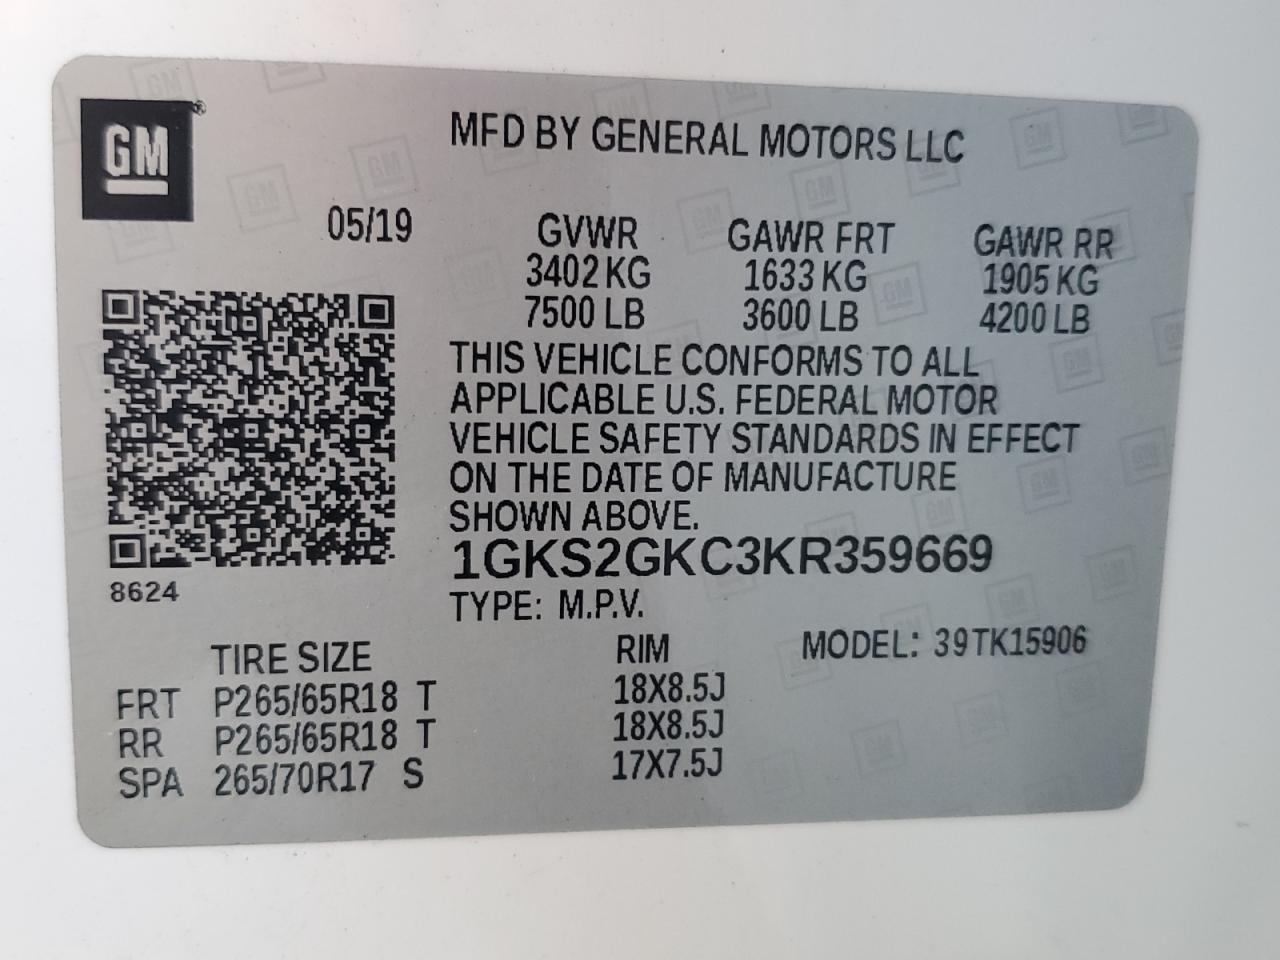 GM®
MFD BY GENERAL MOTORS LLC
05/19
GVWR GAWR FRT GAWR RR
3402 KG 1633 KG 1905 KG
7500 LB 3600 LB 4200 LB
THIS VEHICLE CONFORMS TO ALL
APPLICABLE U.S. FEDERAL MOTOR
VEHICLE SAFETY STANDARDS IN EFFECT
ON THE DATE OF MANUFACTURE
SHOWN ABOVE.
1GKS2GKC3KR359669
8624
TYPE: M.P.V.
TIRE SIZE RIM MODEL: 39TK15906
FRT P265/65R18 T 18X8.5J
RR P265/65R18 T 18X8.5J
SPA 265/70R17 S 17X7.5J